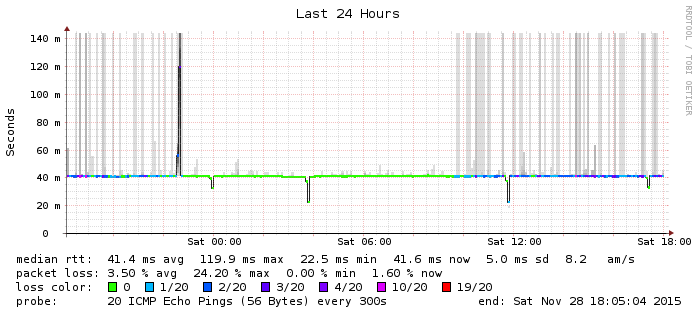 Last 24 Hours
RRDTOOL / TOBI OETIKER
Seconds
140 m
120 m
100 m
80 m
60 m
40 m
20 m
0
Sat 00:00 Sat 06:00 Sat 12:00 Sat 18:00
median rtt: 41.4 ms avg 119.9 ms max 22.5 ms min 41.6 ms now 5.0 ms sd 8.2 am/s
packet loss: 3.50 % avg 24.20 % max 0.00 % min 1.60 % now
loss color: 0 1/20 2/20 3/20 4/20 10/20 19/20
probe: 20 ICMP Echo Pings (56 Bytes) every 300s end: Sat Nov 28 18:05:04 2015